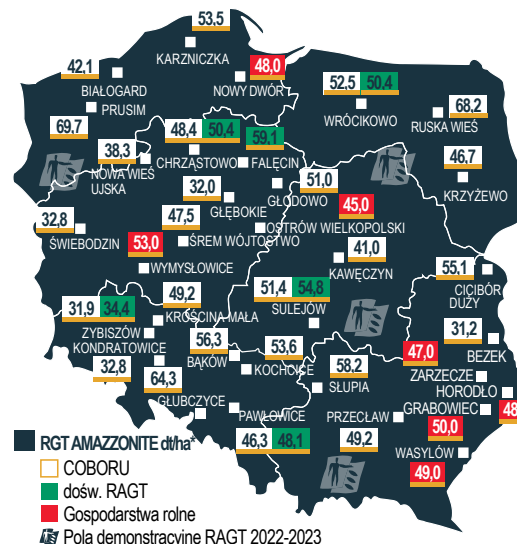 53,5
KARZNICZKA
42,1
BIAŁOGARD
48,0
NOWY DWÓR
52,5 50,4
WRÓCIKOWO
PRUSIM
69,7
68,2
RUSKA WIEŚ
38,3
NOWA WIEŚ
UJSKA
48,4 50,4
CHRZĄSTOWO
59,1
FALĘCIN
46,7
KRZYŻEWO
32,0
GŁĘBOKIE
GŁODOWO
51,0
45,0
OSTRÓW WIELKOPOLSKI
32,8
ŚWIEBODZIN
47,5
ŚREM WÓJTOSTWO
53,0
WYMYSŁOWICE
41,0
KAWĘCZYN
55,1
CICIBÓR
DUŻY
31,9 34,4
ZYBISZÓW
49,2
KROŚCINA MAŁA
51,4 54,8
SULEJÓW
KONDRATOWICE
32,8
56,3
BĄKÓW
53,6
KOCHCICE
31,2
BEZEK
64,3
GŁUBCZYCE
58,2
SŁUPIA
47,0
ZARZECZE
HORODŁO
48
PAWŁOWICE
46,3 48,1
PRZECŁAW
49,2
GRABOWIEC
50,0
WASYLÓW
49,0
RGT AMAZZONITE dt/ha*
COBORU
dośw. RAGT
Gospodarstwa rolne
Pola demonstracyjne RAGT 2022-2023